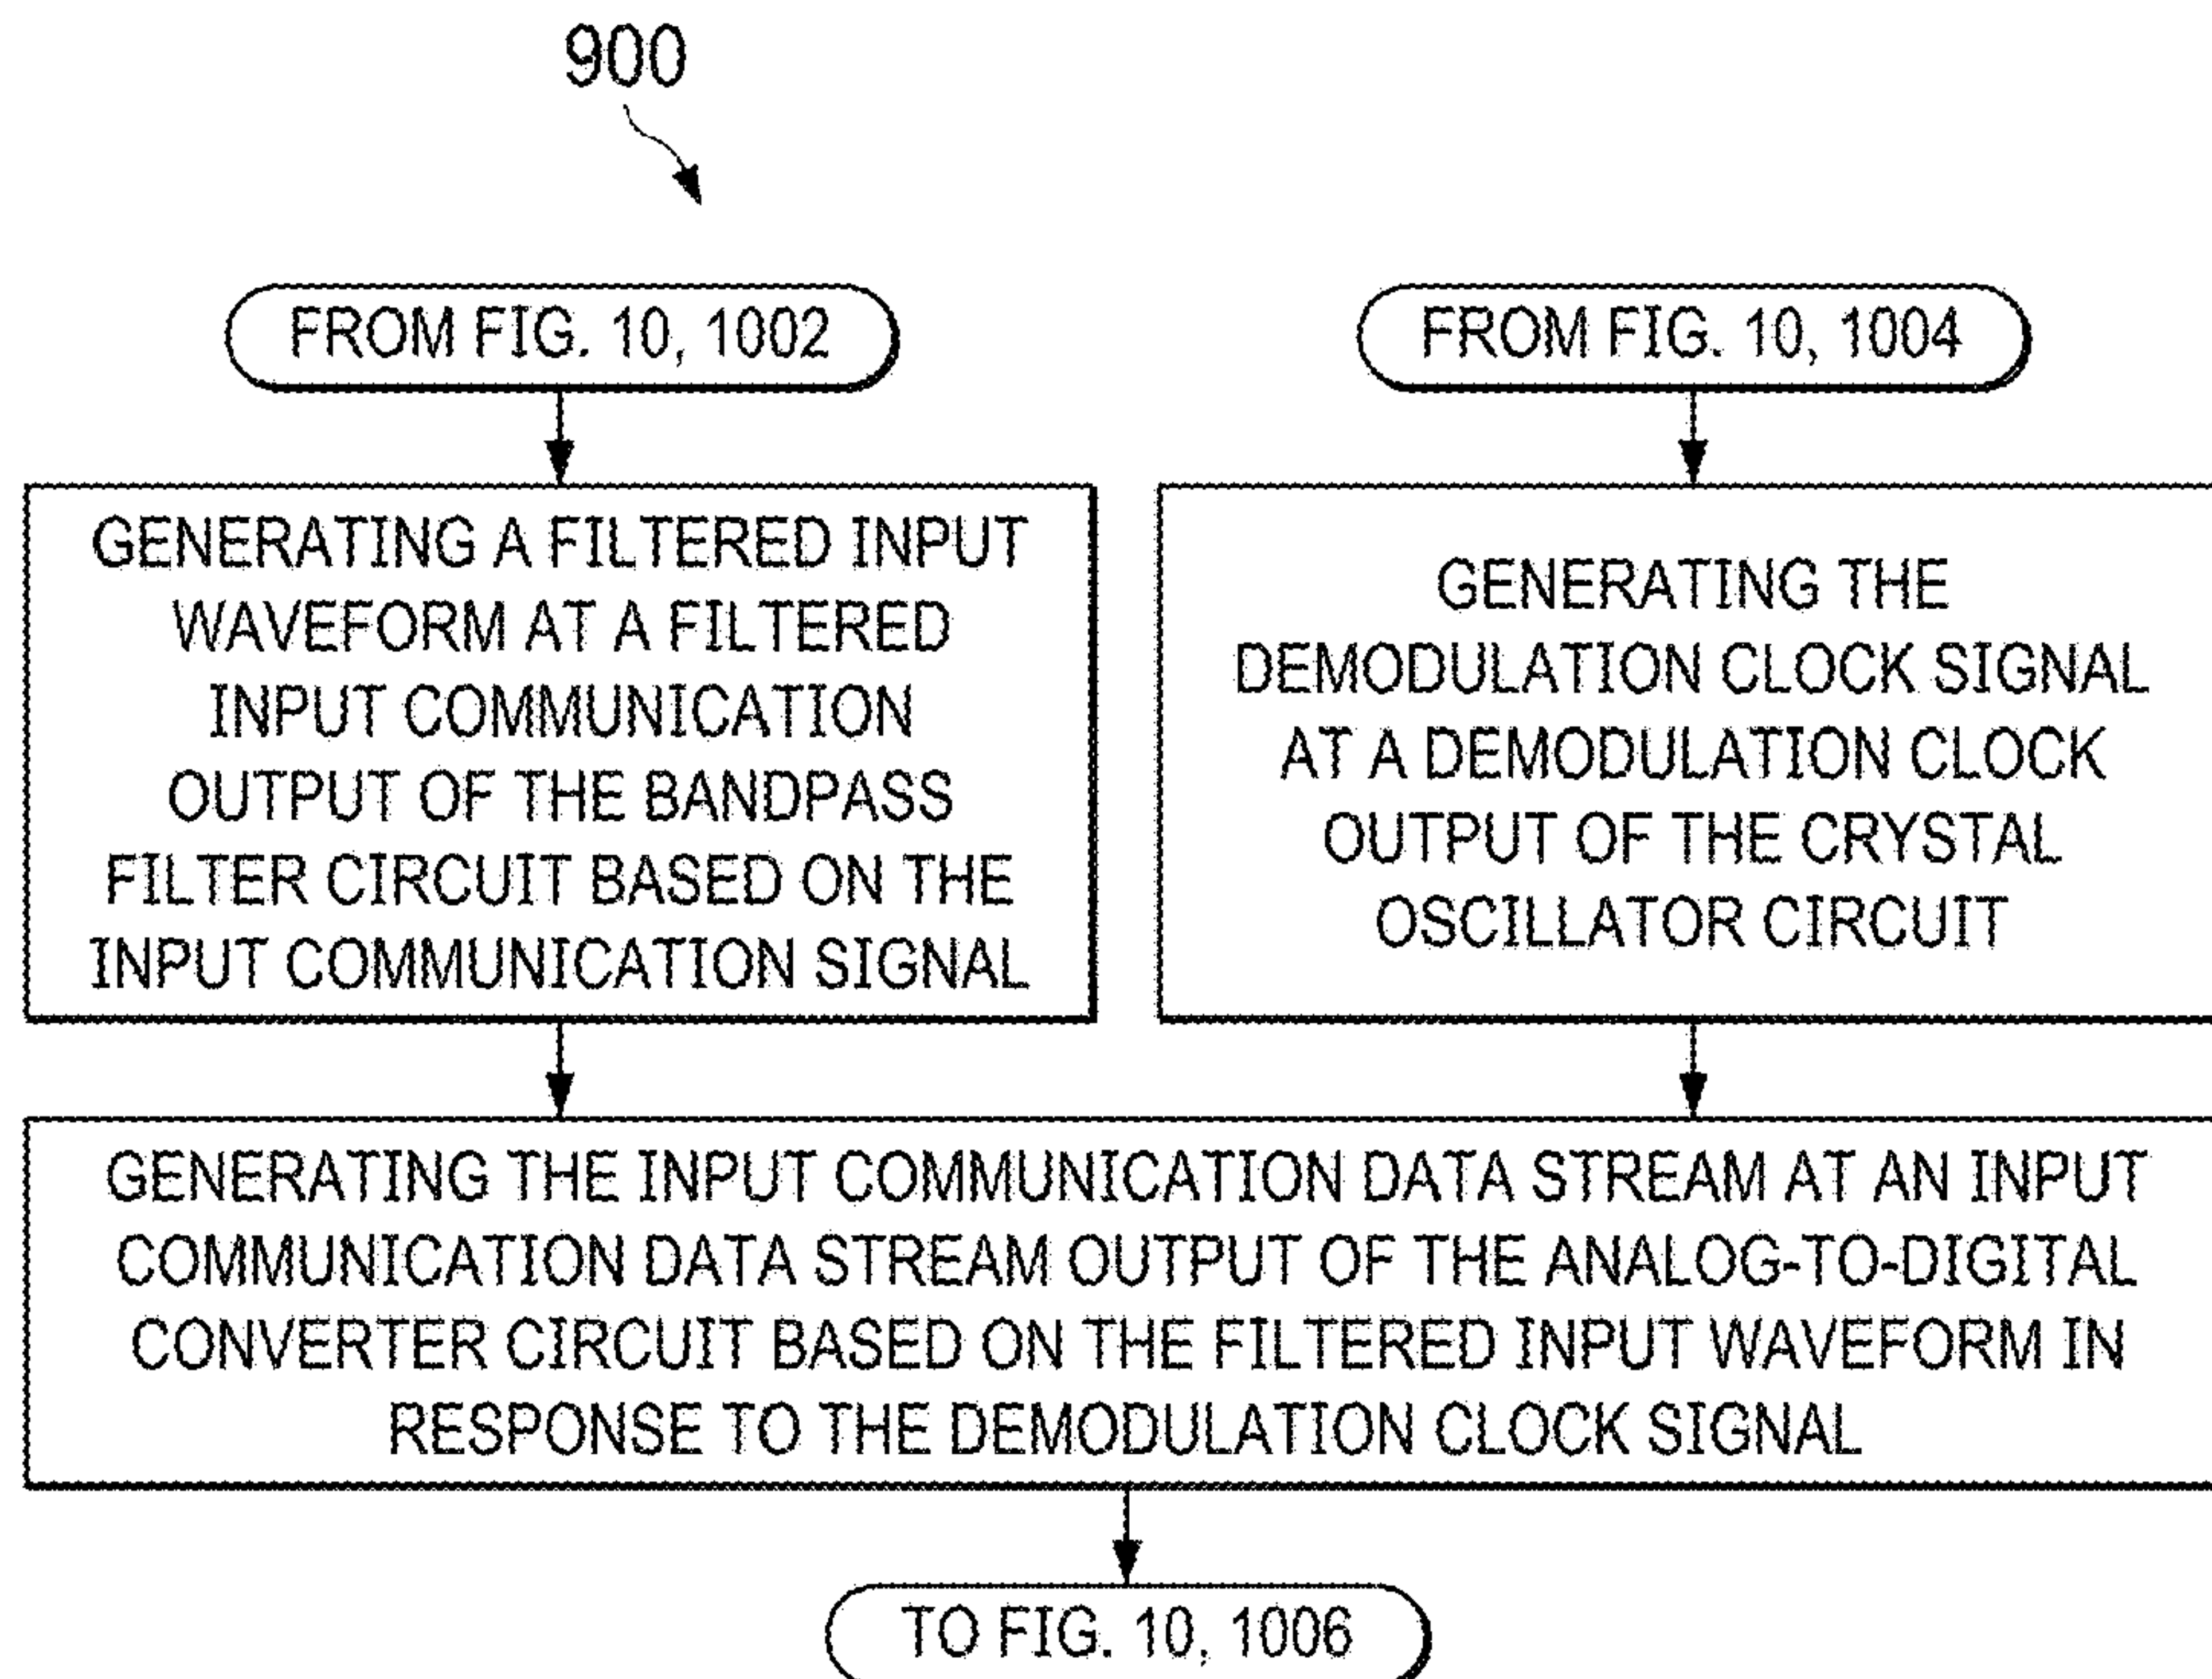 900
FROM FIG. 10, 1002
FROM FIG. 10, 1004
GENERATING A FILTERED INPUT
WAVEFORM AT A FILTERED
INPUT COMMUNICATION
OUTPUT OF THE BANDPASS
FILTER CIRCUIT BASED ON THE
INPUT COMMUNICATION SIGNAL
GENERATING THE
DEMODULATION CLOCK SIGNAL
AT A DEMODULATION CLOCK
OUTPUT OF THE CRYSTAL
OSCILLATOR CIRCUIT
GENERATING THE INPUT COMMUNICATION DATA STREAM AT AN INPUT
COMMUNICATION DATA STREAM OUTPUT OF THE ANALOG-TO-DIGITAL
CONVERTER CIRCUIT BASED ON THE FILTERED INPUT WAVEFORM IN
RESPONSE TO THE DEMODULATION CLOCK SIGNAL
TO FIG. 10, 1006